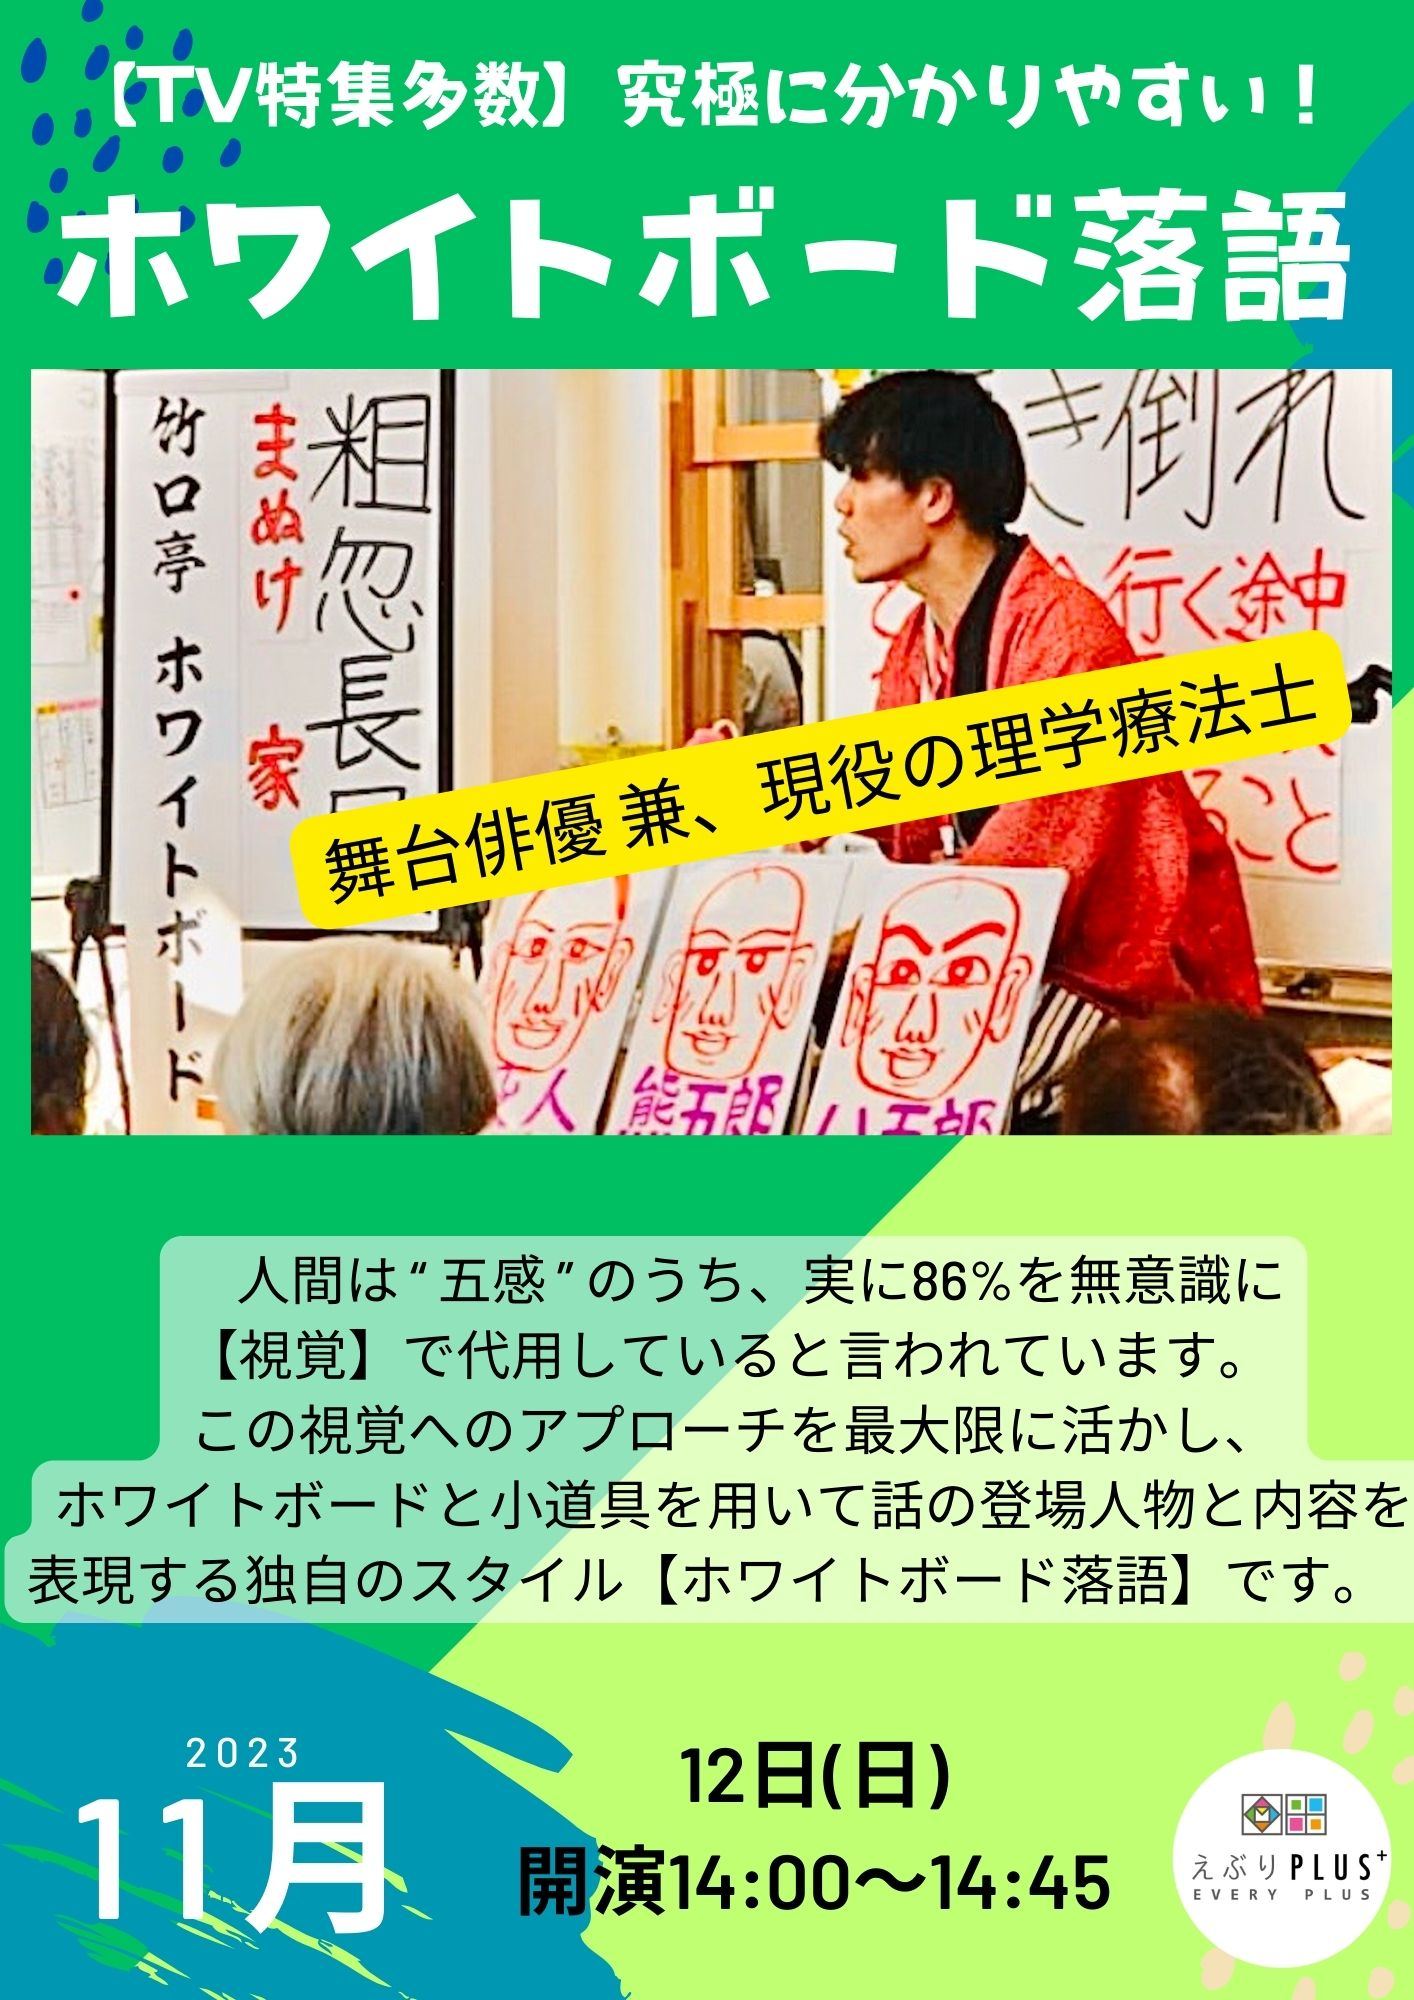 【TV特集多数】究極に分かりやすい！
ホワイトボード落語
竹口亭 ホワイトボード
まぬけ 家
粗忽長
き倒れ
行く途中
こと
舞台俳優 兼、現役の理学療法士
人
熊五郎
八五郎
人間は“五感”のうち、実に86%を無意識に
【視覚】で代用していると言われています。
この視覚へのアプローチを最大限に活かし、
ホワイトボードと小道具を用いて話の登場人物と内容を
表現する独自のスタイル【ホワイトボード落語】です。
2023
11月
12日(日)
開演14:00〜14:45
えぶりPLUS+
EVERY PLUS